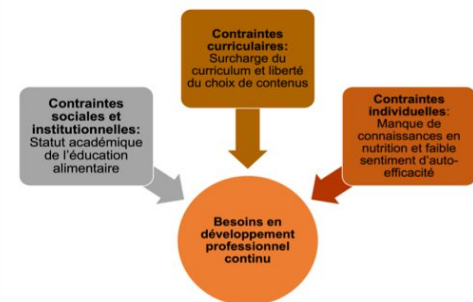 Contraintes
curriculaires:
Surcharge du
curriculum et liberté
du choix de contenus
Contraintes
sociales et
institutionnelles:
Statut académique
de l'éducation
alimentaire
Contraintes
individuelles:
Manque de
connaissances en
nutrition et faible
sentiment d'auto-
efficacité
Besoins en
développement
professionnel
continu